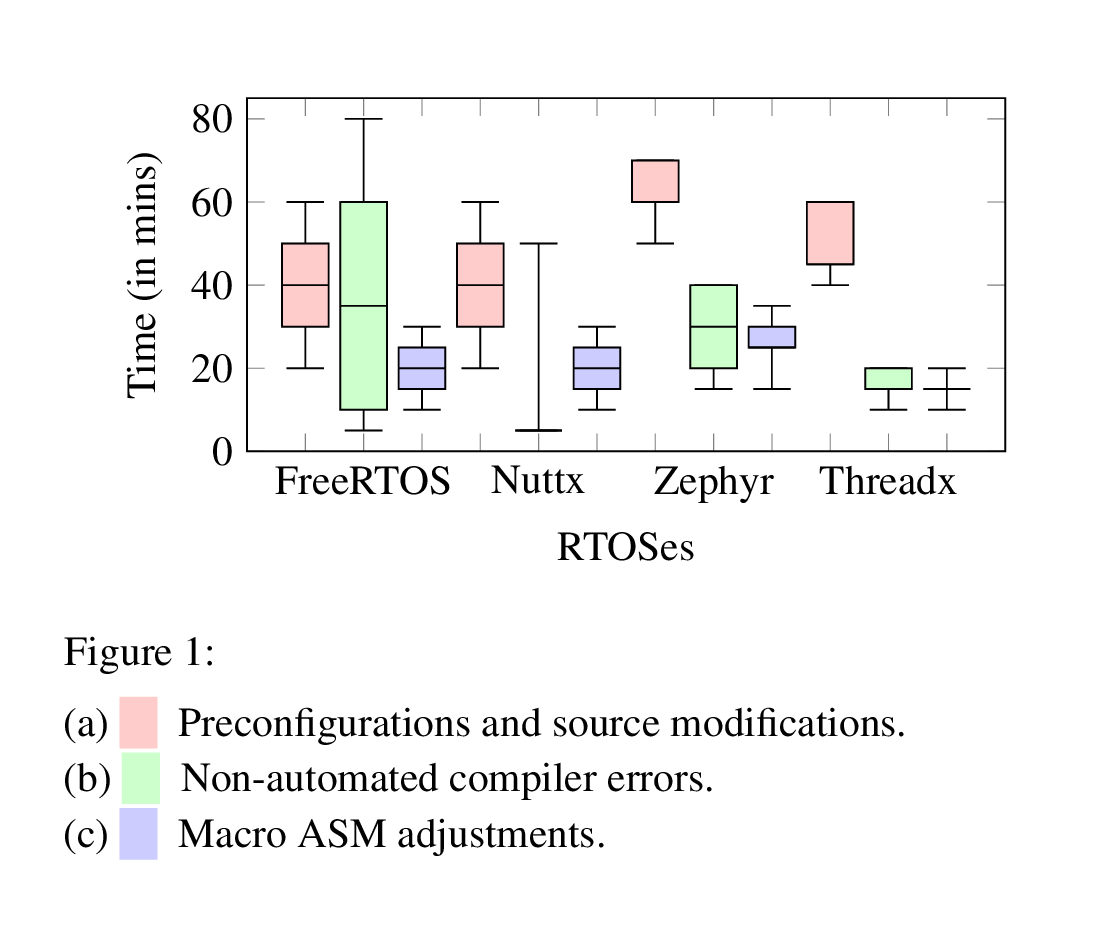 80
60
40
20
0
Time (in mins)
FreeRTOS Nuttx Zephyr Threadx
RTOSes
Figure 1:
(a) Preconfigurations and source modifications.
(b) Non-automated compiler errors.
(c) Macro ASM adjustments.